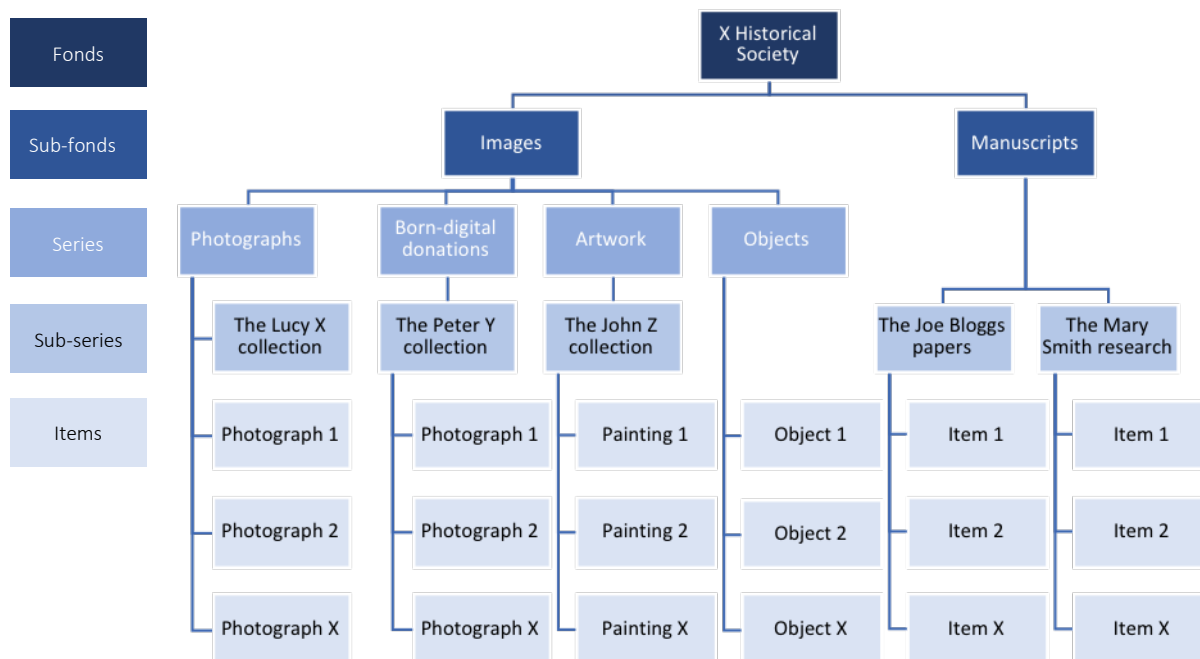 Fonds
X Historical
Society
Sub-fonds
Images
Manuscripts
Series
Photographs
Born-digital
donations
Artwork
Objects
Sub-series
The Lucy X
collection
The Peter Y
collection
The John Z
collection
The Joe Bloggs
papers
The Mary
Smith research
Items
Photograph 1
Photograph 1
Painting 1
Object 1
Item 1
Item 1
Photograph 2
Photograph 2
Painting 2
Object 2
Item 2
Item 2
Photograph X
Photograph X
Painting X
Object X
Item X
Item X